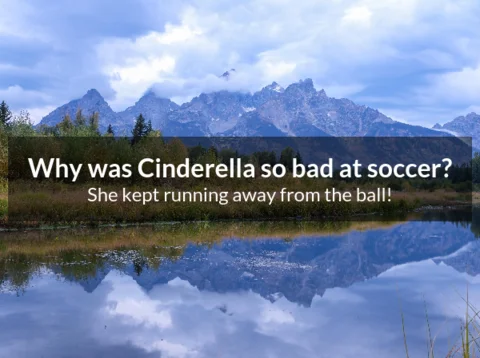 Why was Cinderella so bad at soccer?
She kept running away from the ball!